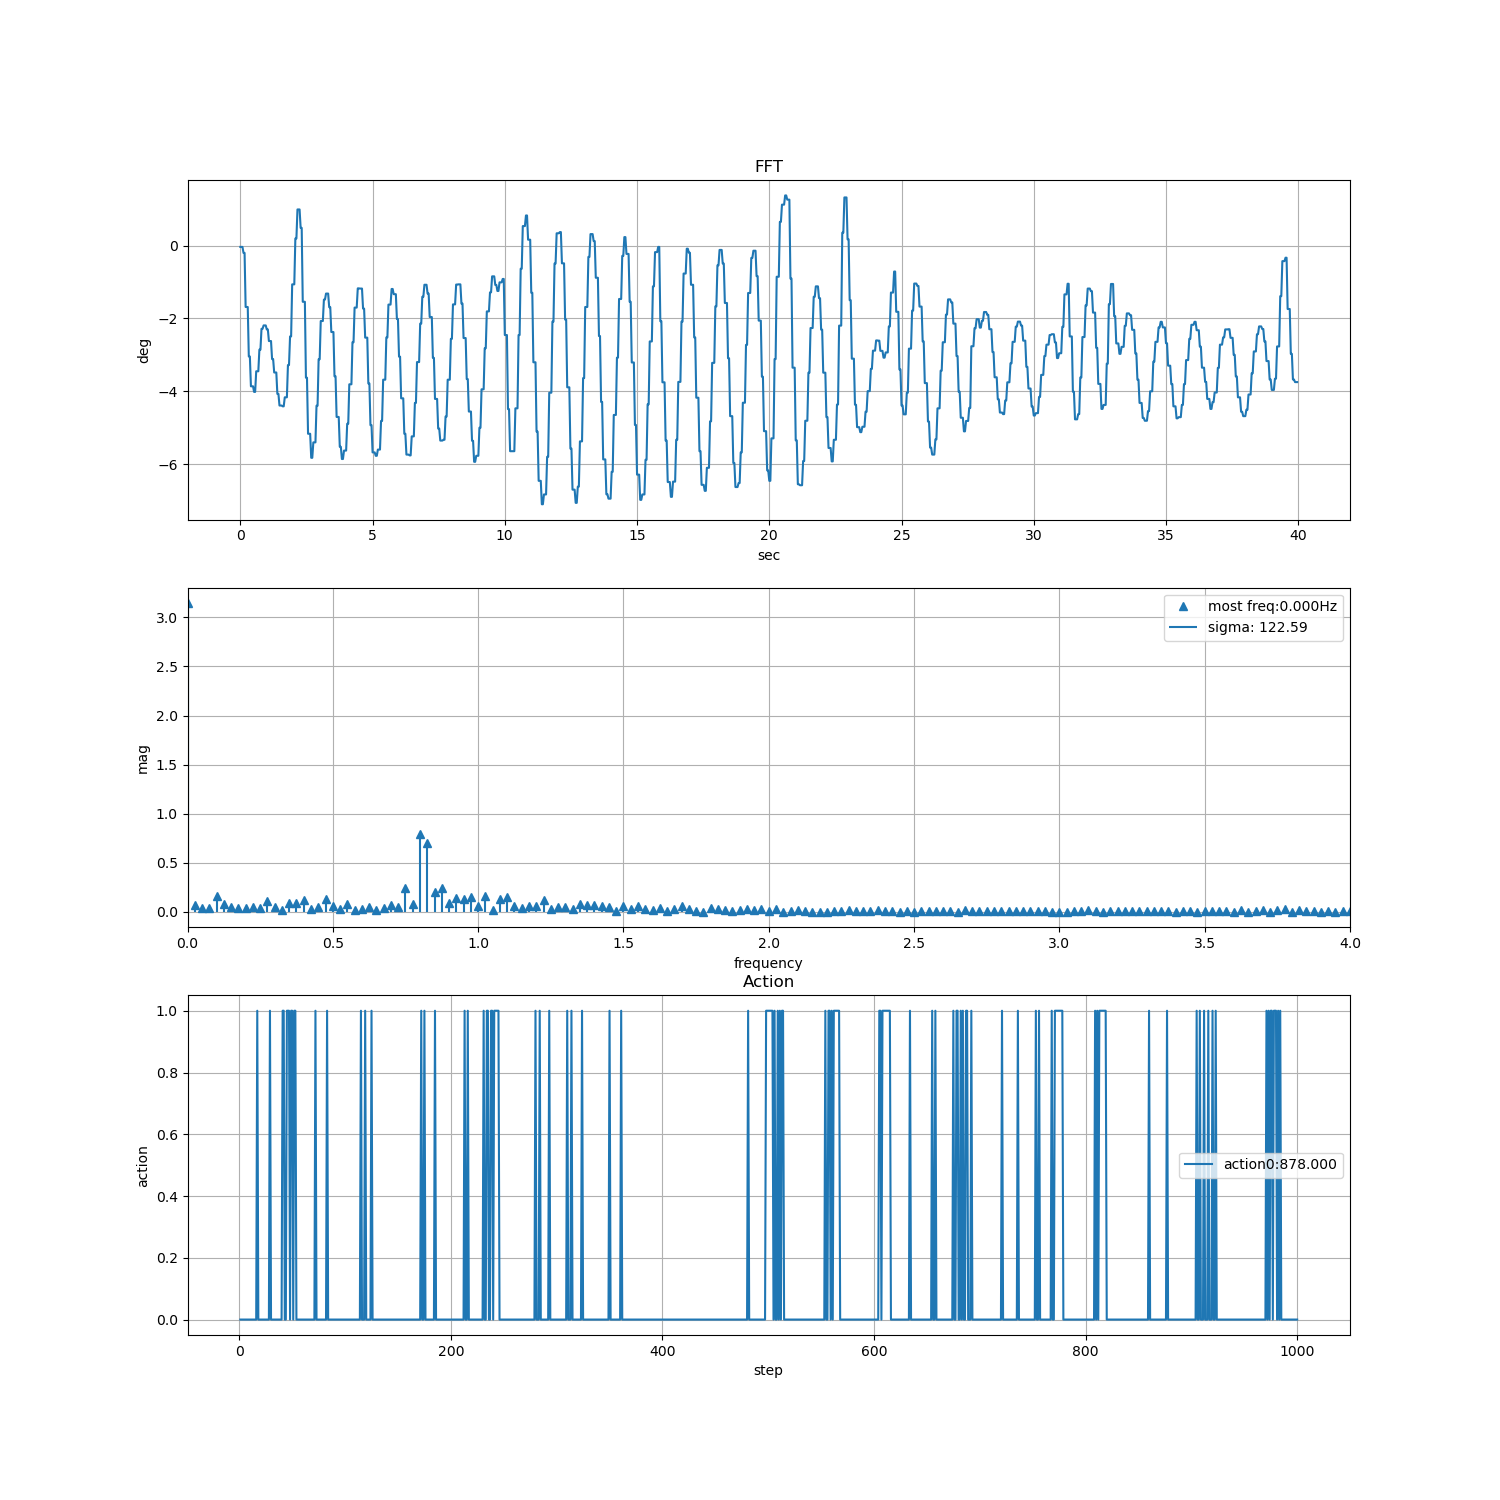 FFT
0
−2
−4
−6
deg
0 5 10 15 20 25 30 35 40
sec
most freq:0.000Hz
sigma: 122.59
3.0
2.5
2.0
1.5
1.0
0.5
0.0
mag
0.0 0.5 1.0 1.5 2.0 2.5 3.0 3.5 4.0
frequency
Action
1.0
0.8
0.6
0.4
0.2
0.0
action
action0:878.000
0 200 400 600 800 1000
step